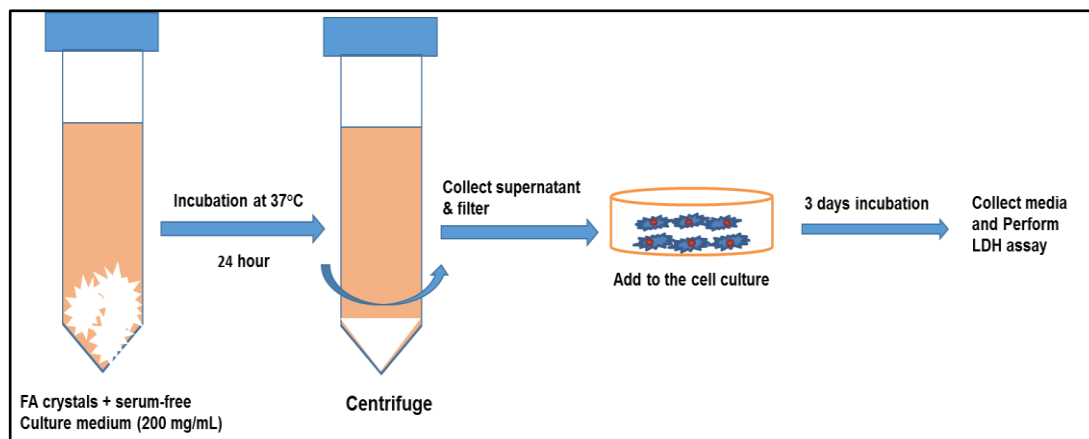 Incubation at 37°C
24 hour
FA crystals + serum-free
Culture medium (200 mg/mL)
Centrifuge
Collect supernatant
& filter
Add to the cell culture
3 days incubation
Collect media
and Perform
LDH assay